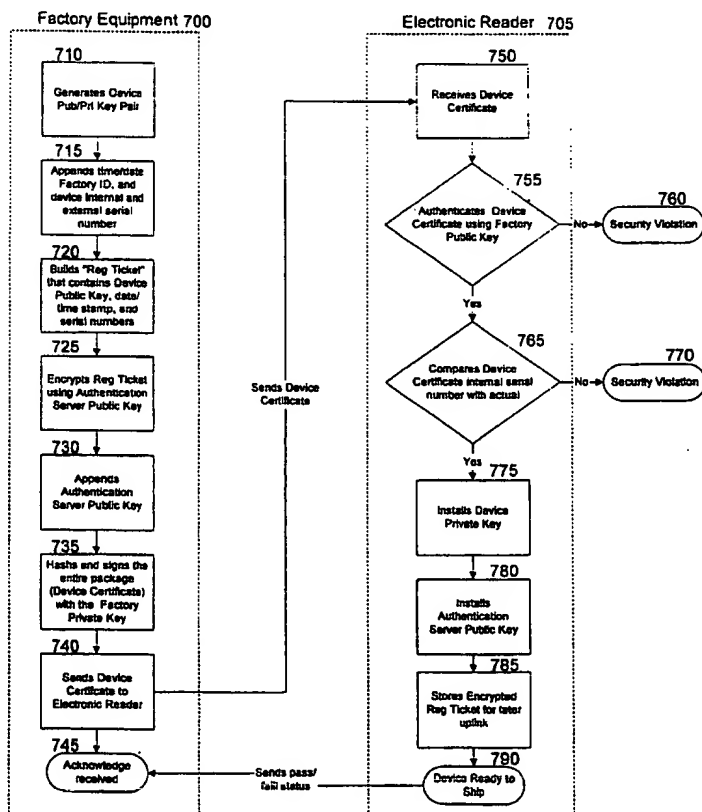 Factory Equipment 700
710
Generates Device
Pub/Pri Key Pair
715
Appends time/date
Factory ID, and
device internal and
external serial
number
720
Builds "Reg Ticket"
that contains Device
Public Key, date/
time stamp, and
serial numbers
725
Encrypts Reg Ticket
using Authentication
Server Public Key
730
Appends
Authentication
Server Public Key
735
Hashs and signs the
entire package
(Device Certificate)
with the Factory
Private Key
740
Sends Device
Certificate to
Electronic Reader
745
Acknowledge
received
Sends Device
Certificate
Sends pass/
fail status
Electronic Reader 705
750
Receives Device
Certificate
755
Authenticates Device
Certificate using Factory
Public Key
No
760
Security Violation
Yes
765
Compares Device
Certificate internal serial
number with actual
No
770
Security Violation
Yes
775
Installs Device
Private Key
780
Installs
Authentication
Server Public Key
785
Stores Encrypted
Reg Ticket for later
uplink
790
Device Ready to
Ship